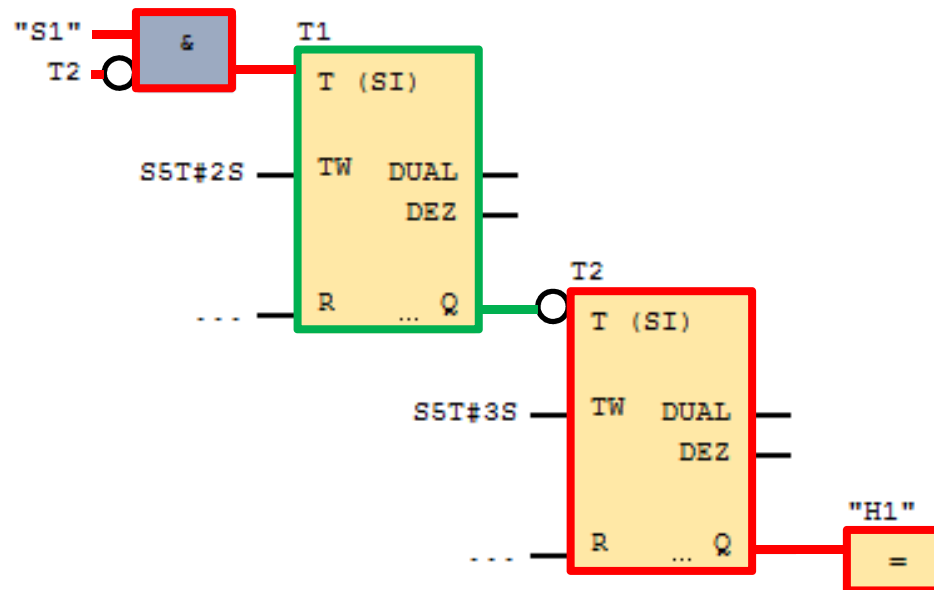 "S1"
&
T2
T1
T (SI)
S5T#2S
TW DUAL
DEZ
---
R ... Q
T2
T (SI)
S5T#3S
TW DUAL
DEZ
---
R ... Q
"H1"
=